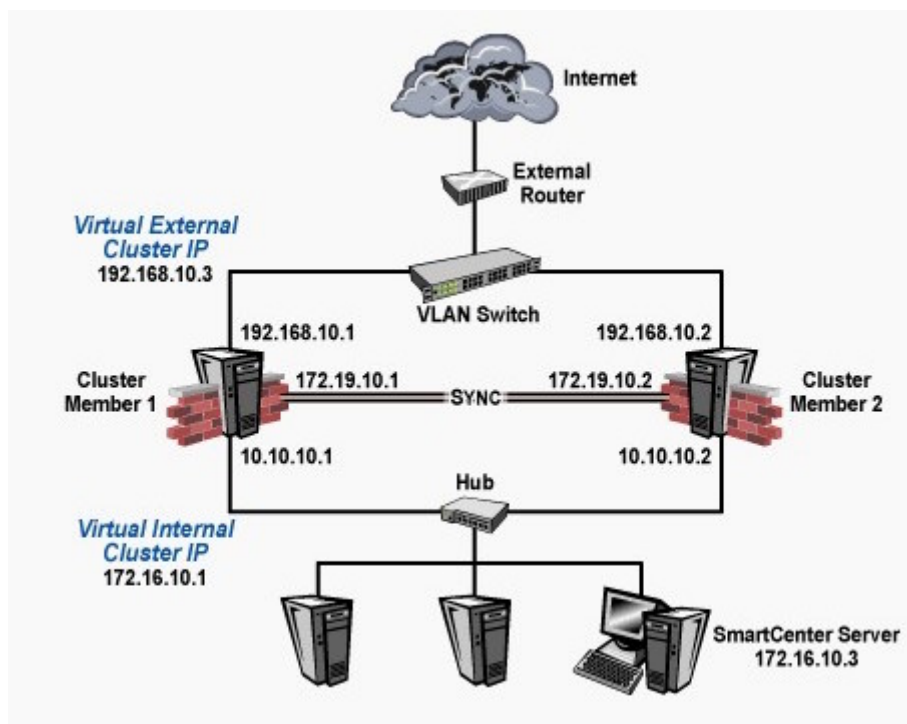 Internet
External
Router
Virtual External
Cluster IP
192.168.10.3
VLAN Switch
192.168.10.1
192.168.10.2
Cluster
Member 1
172.19.10.1
SYNC
172.19.10.2
Cluster
Member 2
10.10.10.1
10.10.10.2
Hub
Virtual Internal
Cluster IP
172.16.10.1
SmartCenter Server
172.16.10.3